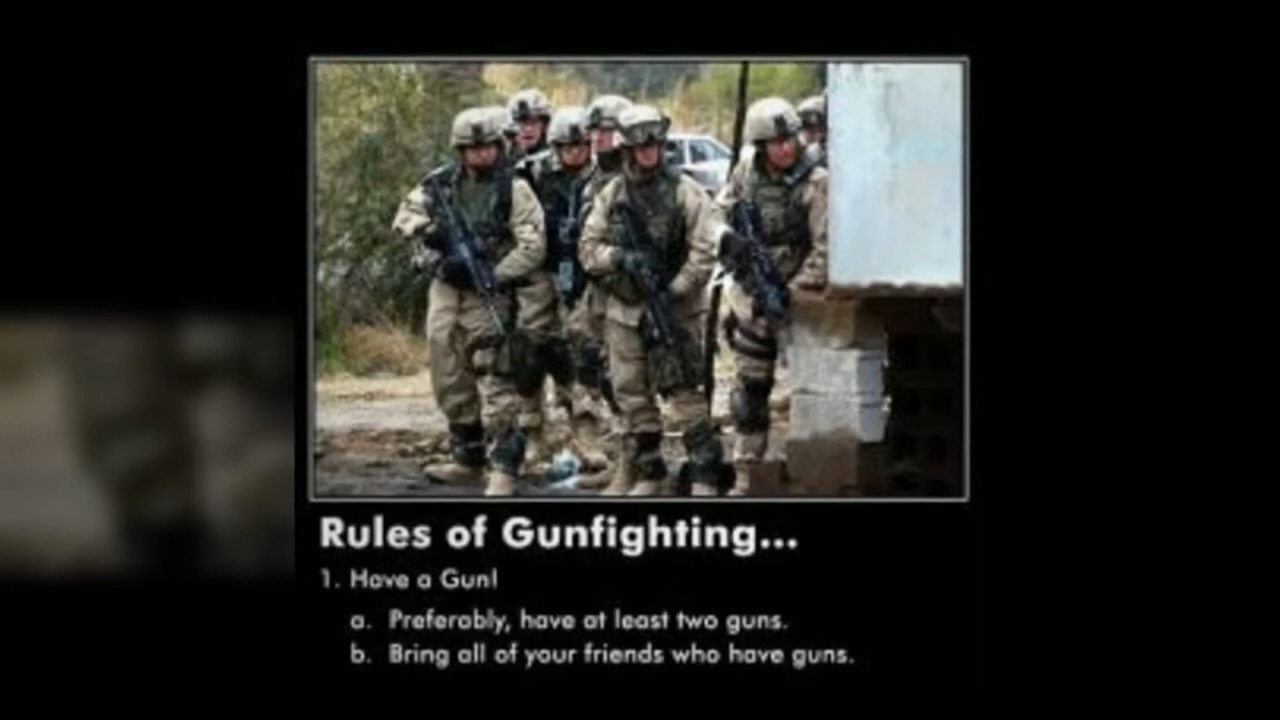 Rules of Gunfighting...
1. Have a Gun!
a. Preferably, have at least two guns.
b. Bring all of your friends who have guns.